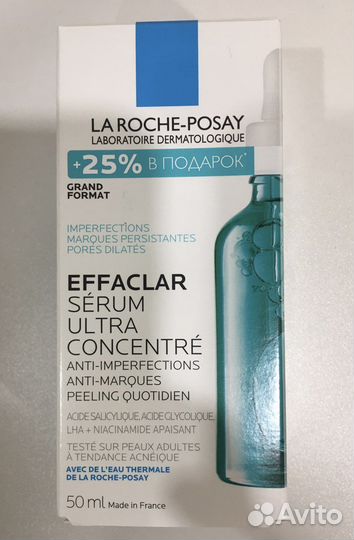 LA ROCHE-POSAY
LABORATOIRE DERMATOLOGIQUE
+25% В ПОДАРОК*
GRAND
FORMAT
IMPERFECTIONS
MARQUES PERSISTANTES
PORES DILATÉS
EFFACLAR
SÉRUM
ULTRA
CONCENTRÉ
ANTI-IMPERFECTIONS
ANTI-MARQUES
PEELING QUOTIDIEN
ACIDE SALICYLIQUE, ACIDE GLYCOLIQUE,
LHA + NIACINAMIDE APAISANT
TESTÉ SUR PEAUX ADULTES
À TENDANCE ACNÉIQUE
AVEC DE L'EAU THERMALE
DE LA ROCHE-POSAY
50 ml Made in France
Avito